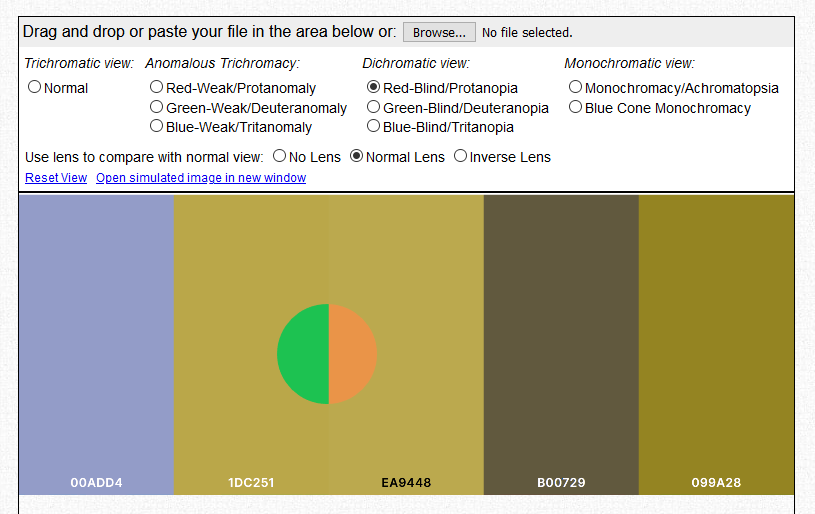 Drag and drop or paste your file in the area below or: Browse... No file selected.
Trichromatic view: Anomalous Trichromacy: Dichromatic view: Monochromatic view:
Normal Red-Weak/Protanomaly Red-Blind/Protanopia Monochromacy/Achromatopsia
Green-Weak/Deuteranomaly Green-Blind/Deuteranopia Blue Cone Monochromacy
Blue-Weak/Tritanomaly Blue-Blind/Tritanopia
Use lens to compare with normal view: No Lens Normal Lens Inverse Lens
Reset View Open simulated image in new window
00ADD4 1DC251 EA9448 B00729 099A28